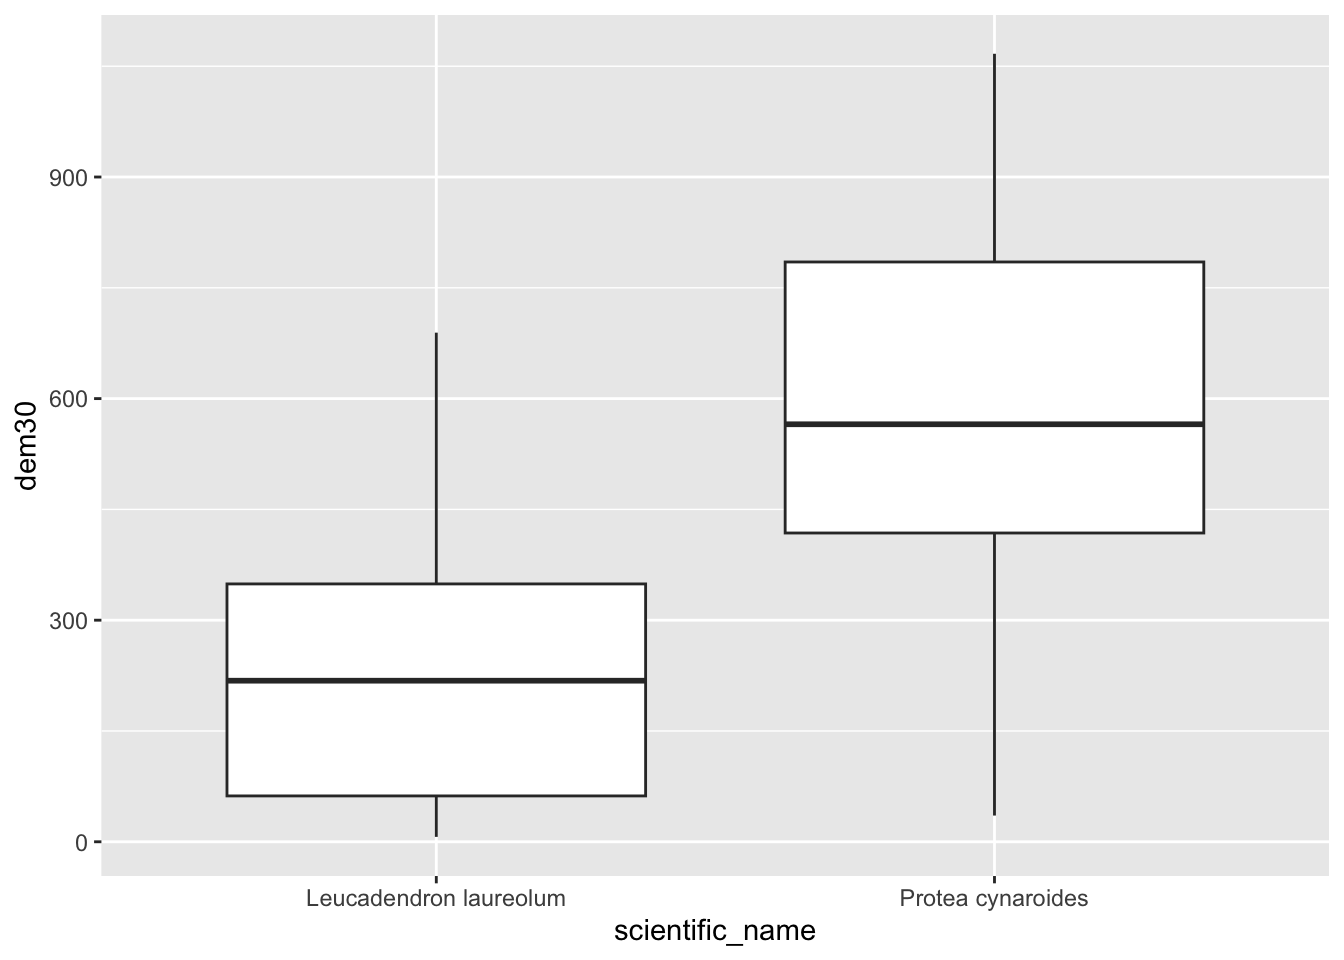 dem30
900
600
300
0
Leucadendron laureolum
Protea cynaroides
scientific_name